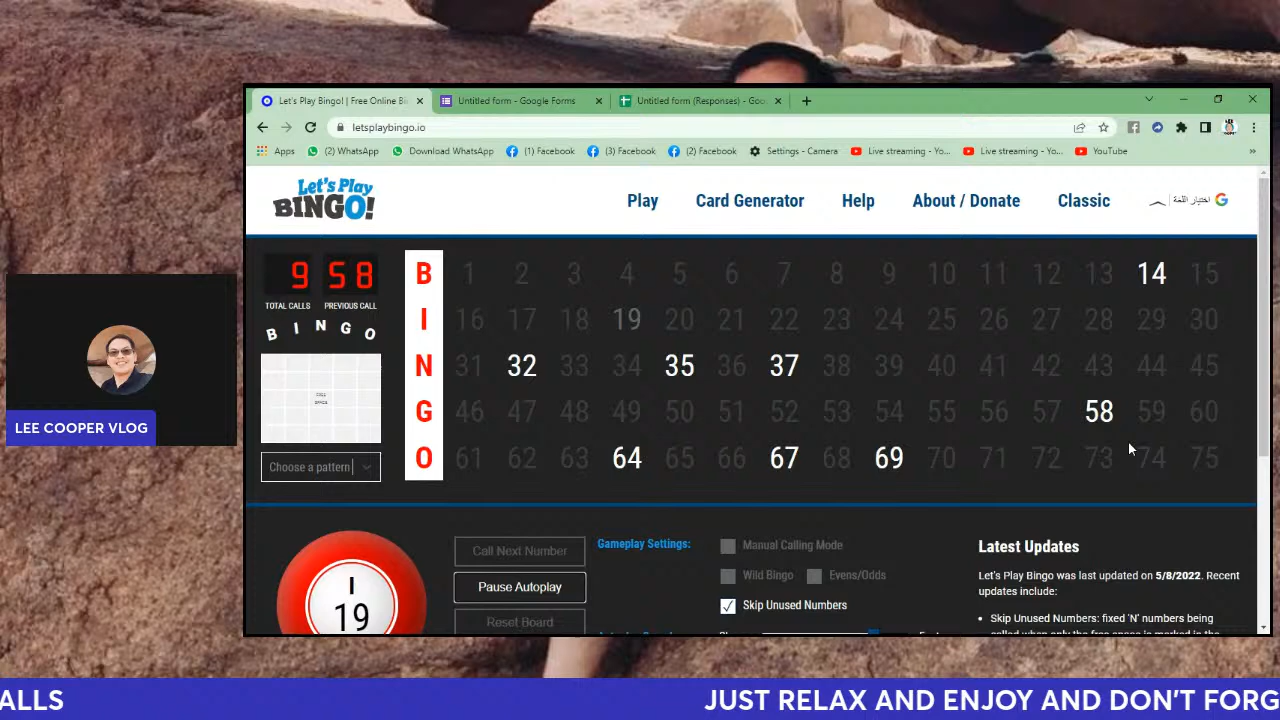 Let's Play Bingo! | Free Online Bi
Untitled form - Google Forms
Untitled form (Responses) - Goo
letsplaybingo.io
Apps
(2) WhatsApp
Download WhatsApp
(1) Facebook
(3) Facebook
(2) Facebook
Settings - Camera
Live streaming - Yo...
Live streaming - Yo...
YouTube
Let's Play
BINGO!
Play
Card Generator
Help
About / Donate
Classic
اختيار اللغة
9
58
TOTAL CALLS
PREVIOUS CALL
B I N G O
FREE
SPACE
Choose a pattern
B 1 2 3 4 5 6 7 8 9 10 11 12 13 14 15
I 16 17 18 19 20 21 22 23 24 25 26 27 28 29 30
N 31 32 33 34 35 36 37 38 39 40 41 42 43 44 45
G 46 47 48 49 50 51 52 53 54 55 56 57 58 59 60
O 61 62 63 64 65 66 67 68 69 70 71 72 73 74 75
I
19
Call Next Number
Pause Autoplay
Reset Board
Gameplay Settings:
Manual Calling Mode
Wild Bingo
Evens/Odds
Skip Unused Numbers
Latest Updates
Let's Play Bingo was last updated on 5/8/2022. Recent
updates include:
• Skip Unused Numbers: fixed 'N' numbers being
LEE COOPER VLOG
ALLS
JUST RELAX AND ENJOY AND DON'T FORG